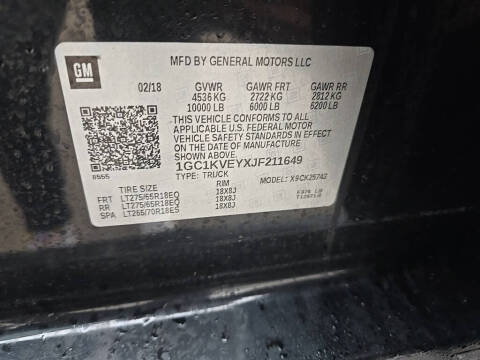 GM
MFD BY GENERAL MOTORS LLC
02/18 GVWR GAWR FRT GAWR RR
4536 KG 2722 KG 2812 KG
10000 LB 6000 LB 6200 LB
THIS VEHICLE CONFORMS TO ALL
APPLICABLE U.S. FEDERAL MOTOR
VEHICLE SAFETY STANDARDS IN EFFECT
ON THE DATE OF MANUFACTURE
SHOWN ABOVE.
1GC1KVEYXJF211649
TYPE: TRUCK MODEL:
TIRE SIZE RIM
FRT LT275/65R18EQ 18X8J
RR LT275/65R18EQ 18X8J
SPA LT265/70R18ES 18X8J